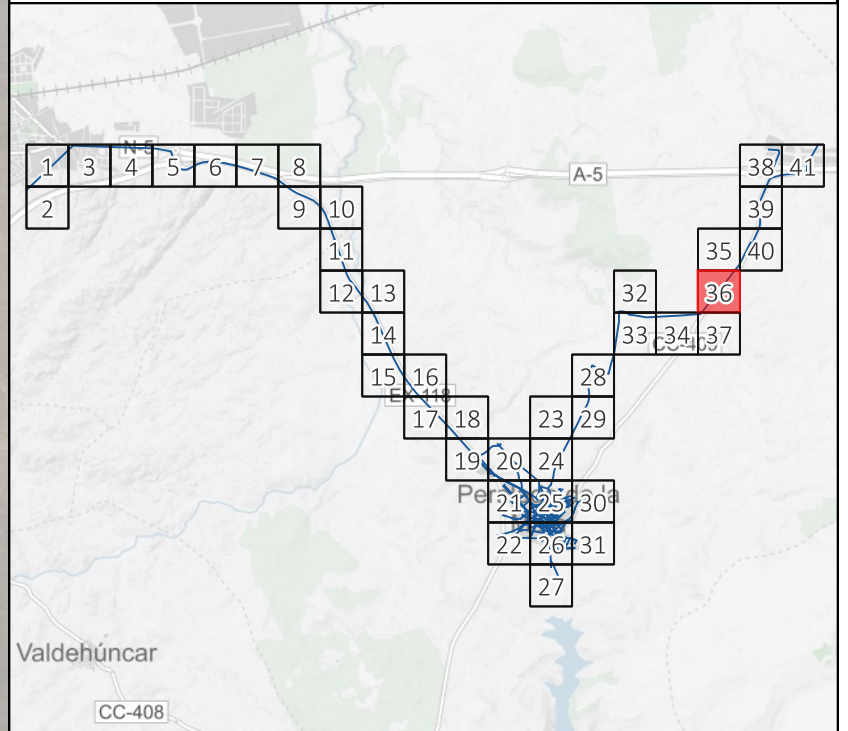 N-5
1 3 4 5 6 7 8 A-5 38 41
2 9 10 39
11 35 40
12 13 32 36
14 33 34 37
CC-409
15 16 28
EX-118
17 18 23 29
19 20 24
21 25 30
22 26 31
27
Valdehúncar
CC-408